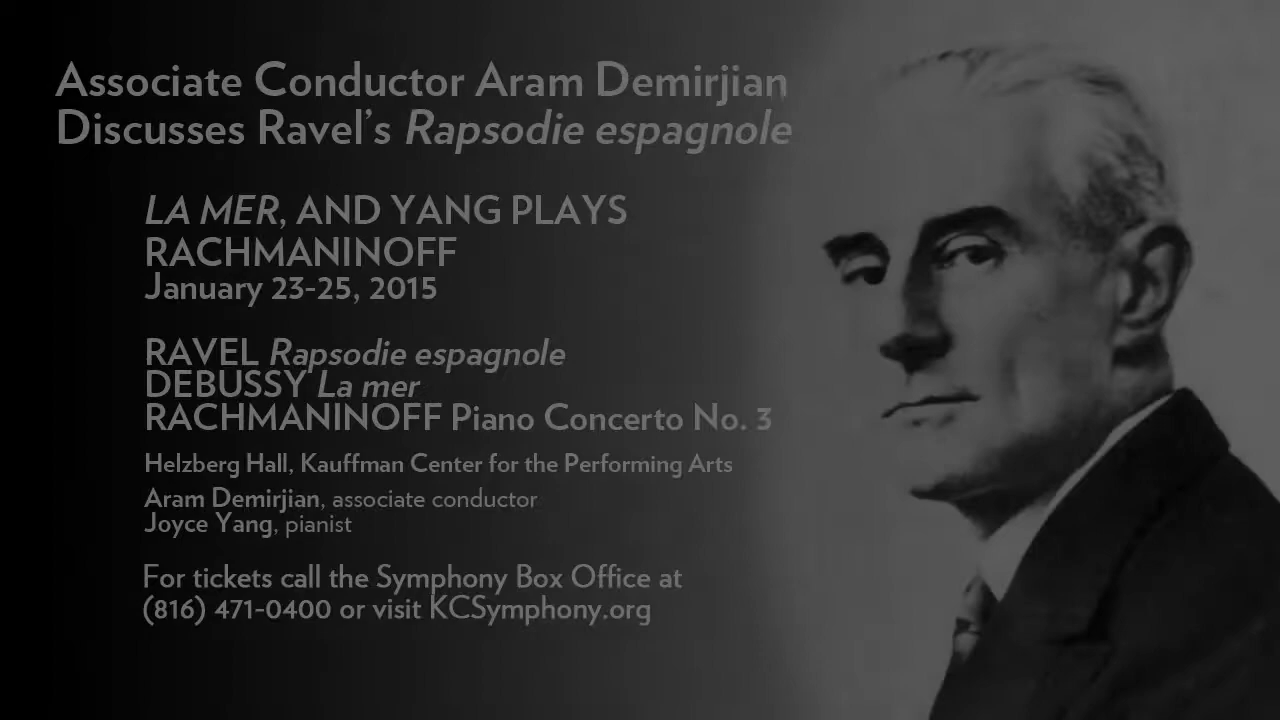 Associate Conductor Aram Demirjian
Discusses Ravel's Rapsodie espagnole
LA MER, AND YANG PLAYS
RACHMANINOFF
January 23-25, 2015
RAVEL Rapsodie espagnole
DEBUSSY La mer
RACHMANINOFF Piano Concerto No. 3
Helzberg Hall, Kauffman Center for the Performing Arts
Aram Demirjian, associate conductor
Joyce Yang, pianist
For tickets call the Symphony Box Office at
(816) 471-0400 or visit KCSymphony.org